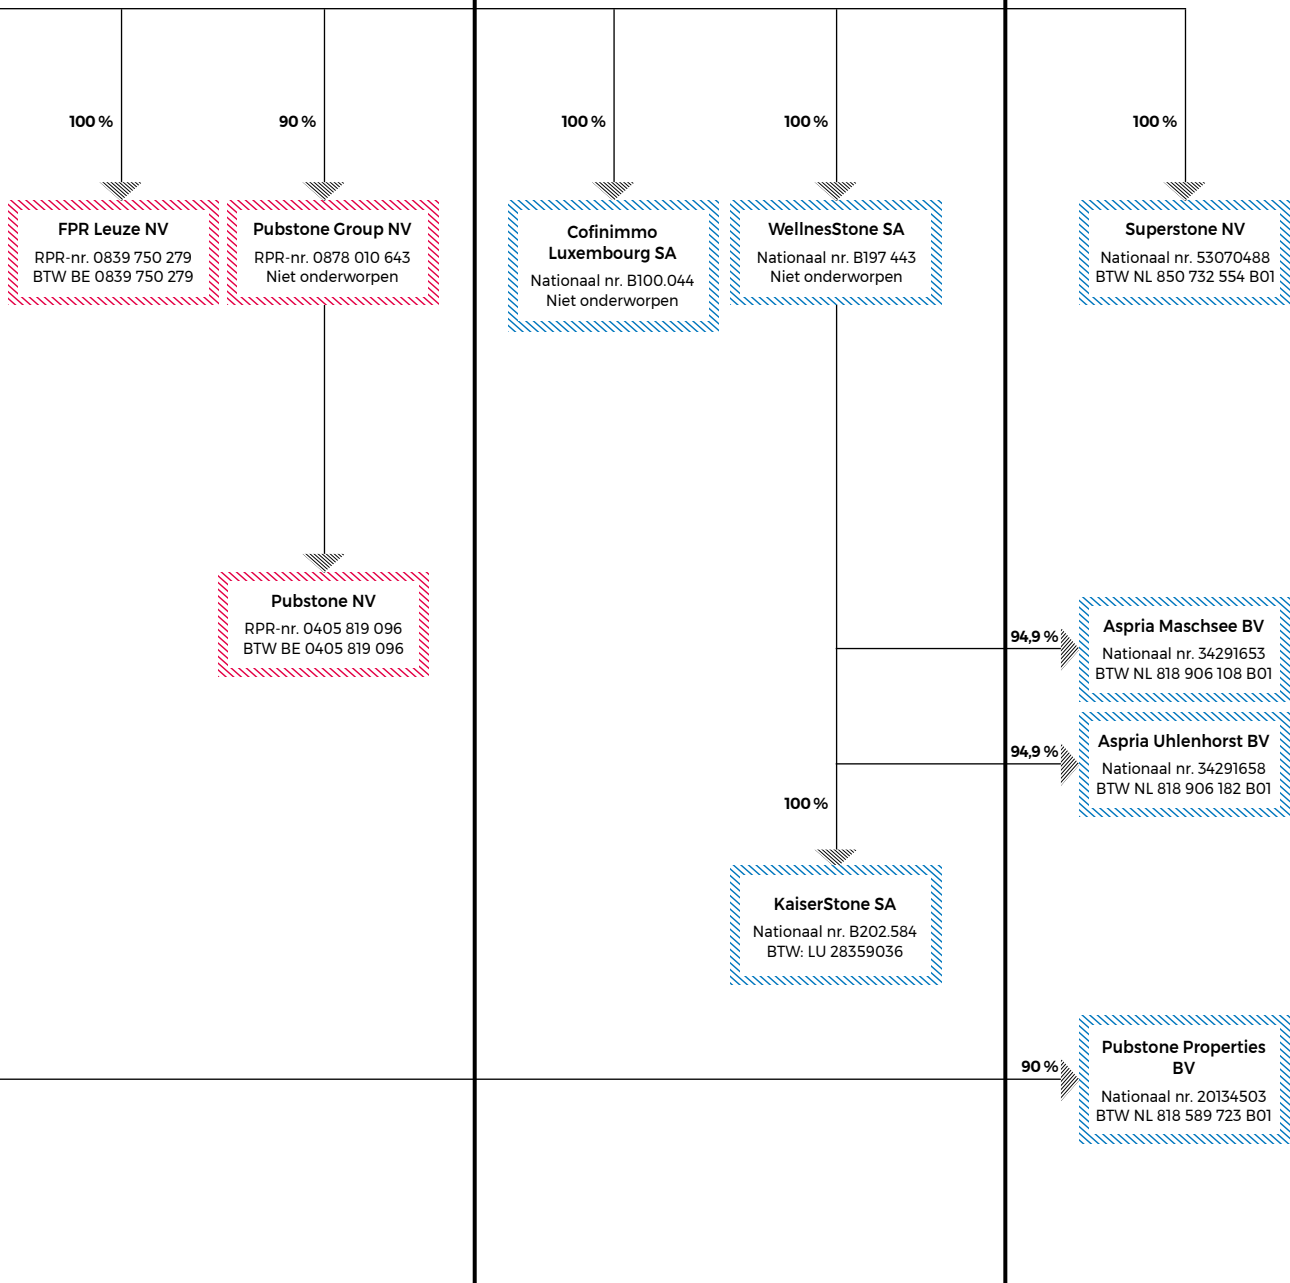 100 %
90 %
100 %
100 %
100 %
FPR Leuze NV
RPR-nr. 0839 750 279
BTW BE 0839 750 279
Pubstone Group NV
RPR-nr. 0878 010 643
Niet onderworpen
Cofinimmo
Luxembourg SA
Nationaal nr. B100.044
Niet onderworpen
WellnesStone SA
Nationaal nr. B197 443
Niet onderworpen
Superstone NV
Nationaal nr. 53070488
BTW NL 850 732 554 B01
Pubstone NV
RPR-nr. 0405 819 096
BTW BE 0405 819 096
94,9 %
Aspria Maschsee BV
Nationaal nr. 34291653
BTW NL 818 906 108 B01
94,9 %
Aspria Uhlenhorst BV
Nationaal nr. 34291658
BTW NL 818 906 182 B01
100 %
KaiserStone SA
Nationaal nr. B202.584
BTW: LU 28359036
90 %
Pubstone Properties
BV
Nationaal nr. 20134503
BTW NL 818 589 723 B01